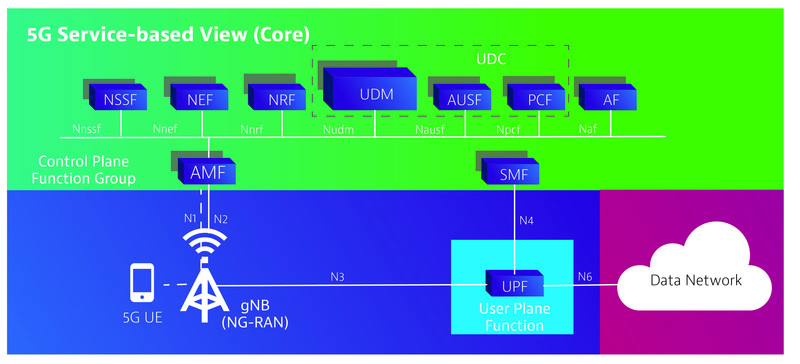 5G Service-based View (Core)
UDC
NSSF
NEF
NRF
UDM
AUSF
PCF
AF
Nnssf
Nnef
Nnrf
Nudm
Nausf
Npcf
Naf
Control Plane
Function Group
AMF
SMF
N1
N2
N4
N3
UPF
N6
Data Network
5G UE
gNB
(NG-RAN)
User Plane
Function